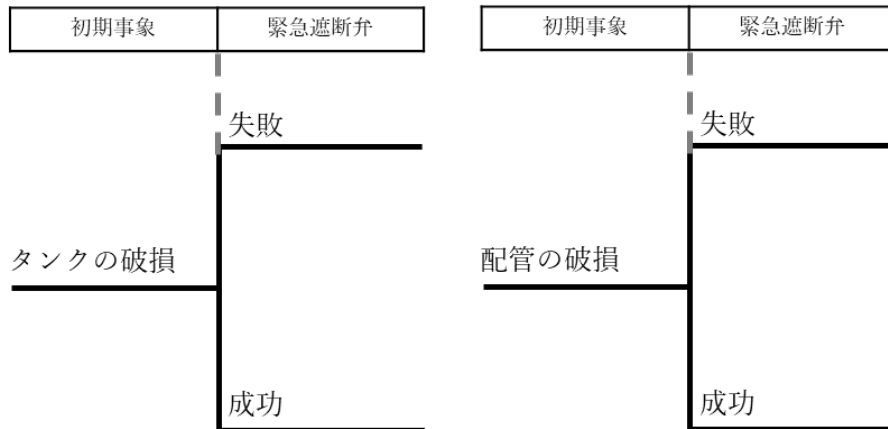 初期事象
緊急遮断弁
失敗
タンクの破損
成功
初期事象
緊急遮断弁
失敗
配管の破損
成功